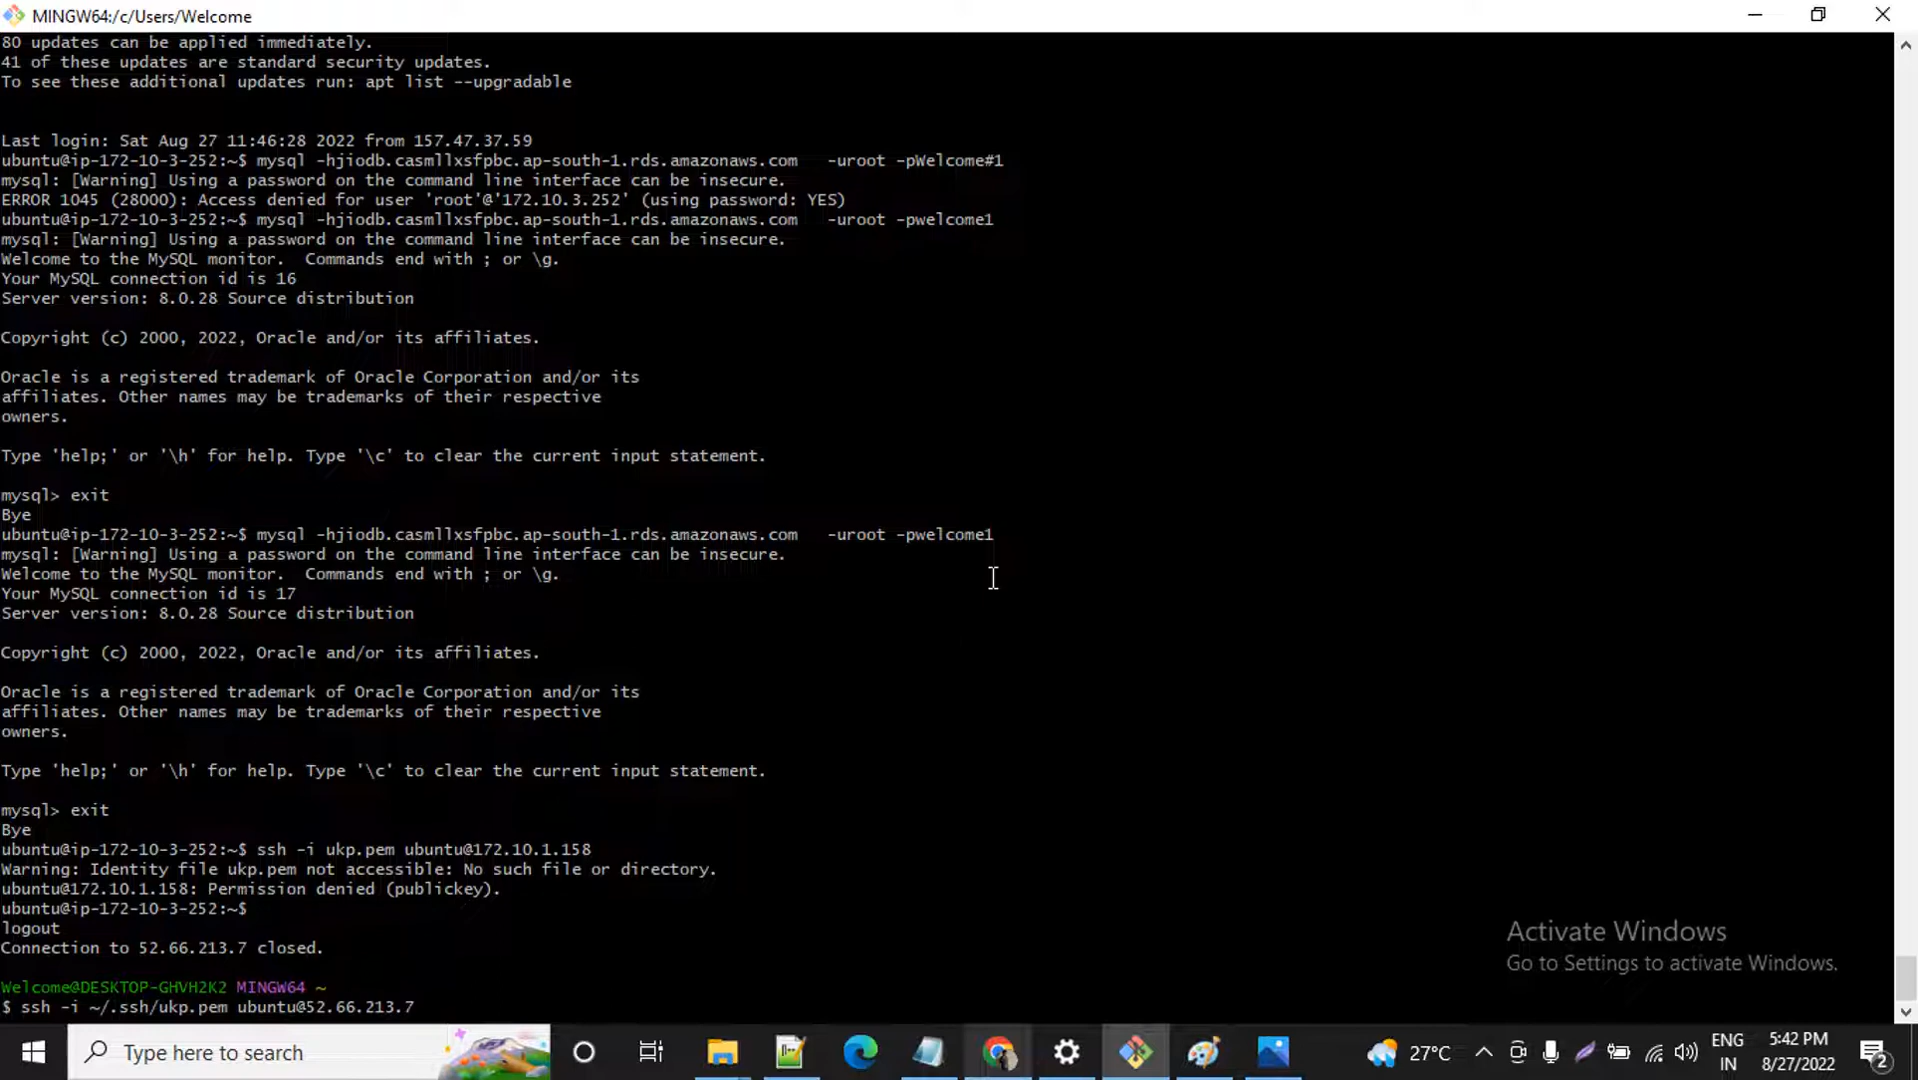 MINGW64:/c/Users/Welcome
80 updates can be applied immediately.
41 of these updates are standard security updates.
To see these additional updates run: apt list --upgradable
Last login: Sat Aug 27 11:46:28 2022 from 157.47.37.59
ubuntu@ip-172-10-3-252:~$ mysql -hjiodb.casmllxsfpbc.ap-south-1.rds.amazonaws.com   -uroot -pWelcome#1
mysql: [Warning] Using a password on the command line interface can be insecure.
ERROR 1045 (28000): Access denied for user 'root'@'172.10.3.252' (using password: YES)
ubuntu@ip-172-10-3-252:~$ mysql -hjiodb.casmllxsfpbc.ap-south-1.rds.amazonaws.com   -uroot -pwelcome1
mysql: [Warning] Using a password on the command line interface can be insecure.
Welcome to the MySQL monitor.  Commands end with ; or \g.
Your MySQL connection id is 16
Server version: 8.0.28 Source distribution
Copyright (c) 2000, 2022, Oracle and/or its affiliates.
Oracle is a registered trademark of Oracle Corporation and/or its
affiliates. Other names may be trademarks of their respective
owners.
Type 'help;' or '\h' for help. Type '\c' to clear the current input statement.
mysql> exit
Bye
ubuntu@ip-172-10-3-252:~$ mysql -hjiodb.casmllxsfpbc.ap-south-1.rds.amazonaws.com   -uroot -pwelcome1
mysql: [Warning] Using a password on the command line interface can be insecure.
Welcome to the MySQL monitor.  Commands end with ; or \g.
Your MySQL connection id is 17
Server version: 8.0.28 Source distribution
Copyright (c) 2000, 2022, Oracle and/or its affiliates.
Oracle is a registered trademark of Oracle Corporation and/or its
affiliates. Other names may be trademarks of their respective
owners.
Type 'help;' or '\h' for help. Type '\c' to clear the current input statement.
mysql> exit
Bye
ubuntu@ip-172-10-3-252:~$ ssh -i ukp.pem ubuntu@172.10.1.158
Warning: Identity file ukp.pem not accessible: No such file or directory.
ubuntu@172.10.1.158: Permission denied (publickey).
ubuntu@ip-172-10-3-252:~$
logout
Connection to 52.66.213.7 closed.
Welcome@DESKTOP-GHVH2K2 MINGW64 ~
$ ssh -i ~/.ssh/ukp.pem ubuntu@52.66.213.7
Activate Windows
Go to Settings to activate Windows.
Type here to search
27°C
ENG
IN
5:42 PM
8/27/2022
2